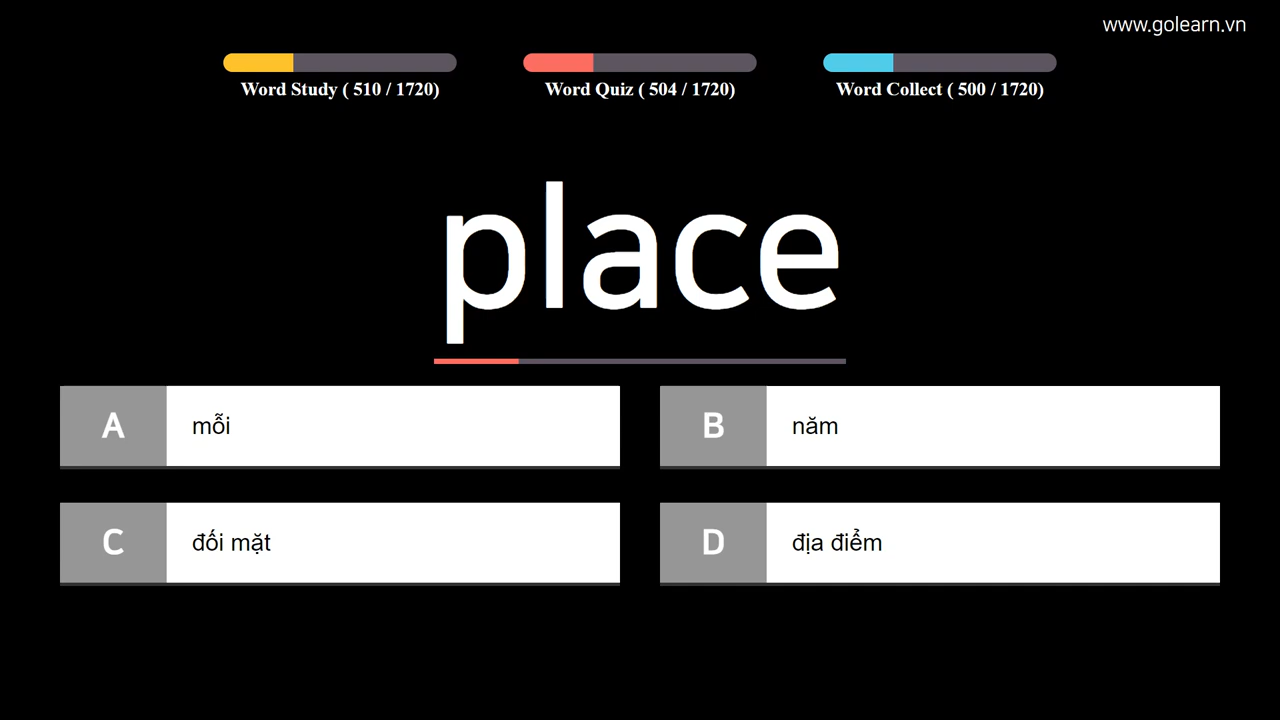 www.golearn.vn
Word Study ( 510 / 1720)
Word Quiz ( 504 / 1720)
Word Collect ( 500 / 1720)
place
A mỗi
B năm
C đối mặt
D địa điểm